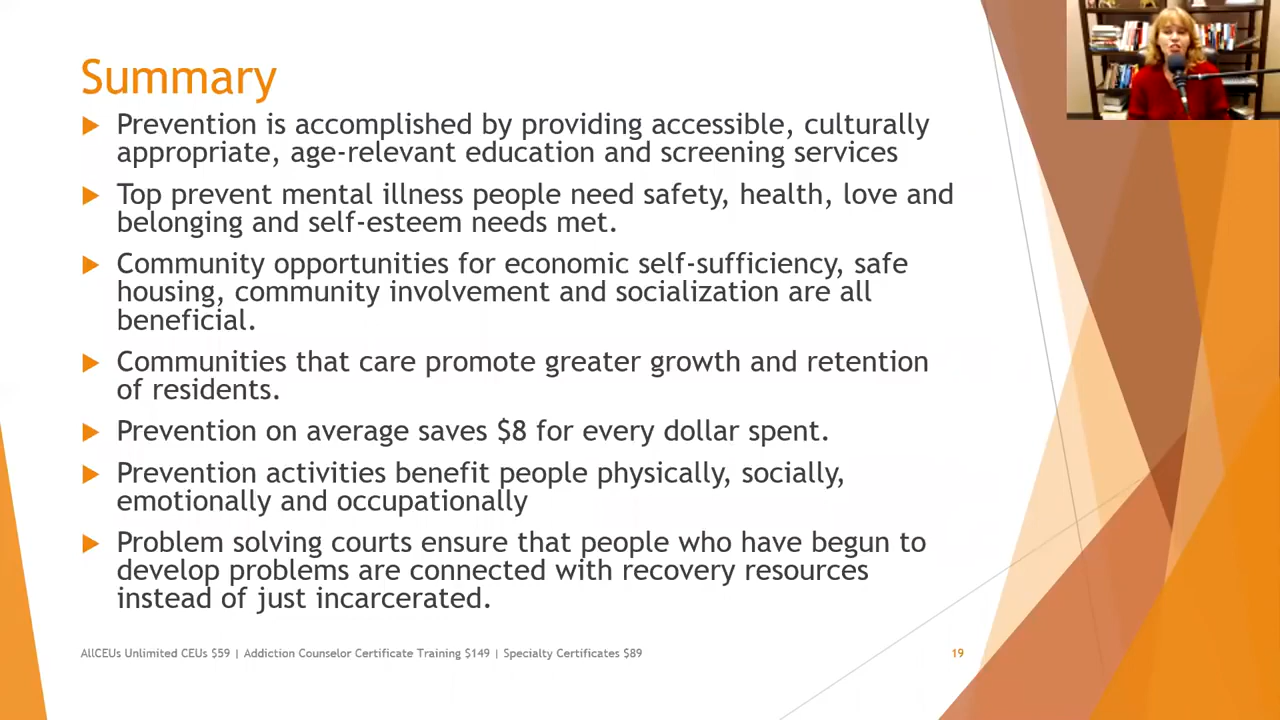 Summary
Prevention is accomplished by providing accessible, culturally
appropriate, age-relevant education and screening services
Top prevent mental illness people need safety, health, love and
belonging and self-esteem needs met.
Community opportunities for economic self-sufficiency, safe
housing, community involvement and socialization are all
beneficial.
Communities that care promote greater growth and retention
of residents.
Prevention on average saves $8 for every dollar spent.
Prevention activities benefit people physically, socially,
emotionally and occupationally
Problem solving courts ensure that people who have begun to
develop problems are connected with recovery resources
instead of just incarcerated.
AllCEUs Unlimited CEUs $59 | Addiction Counselor Certificate Training $149 | Specialty Certificates $89
19